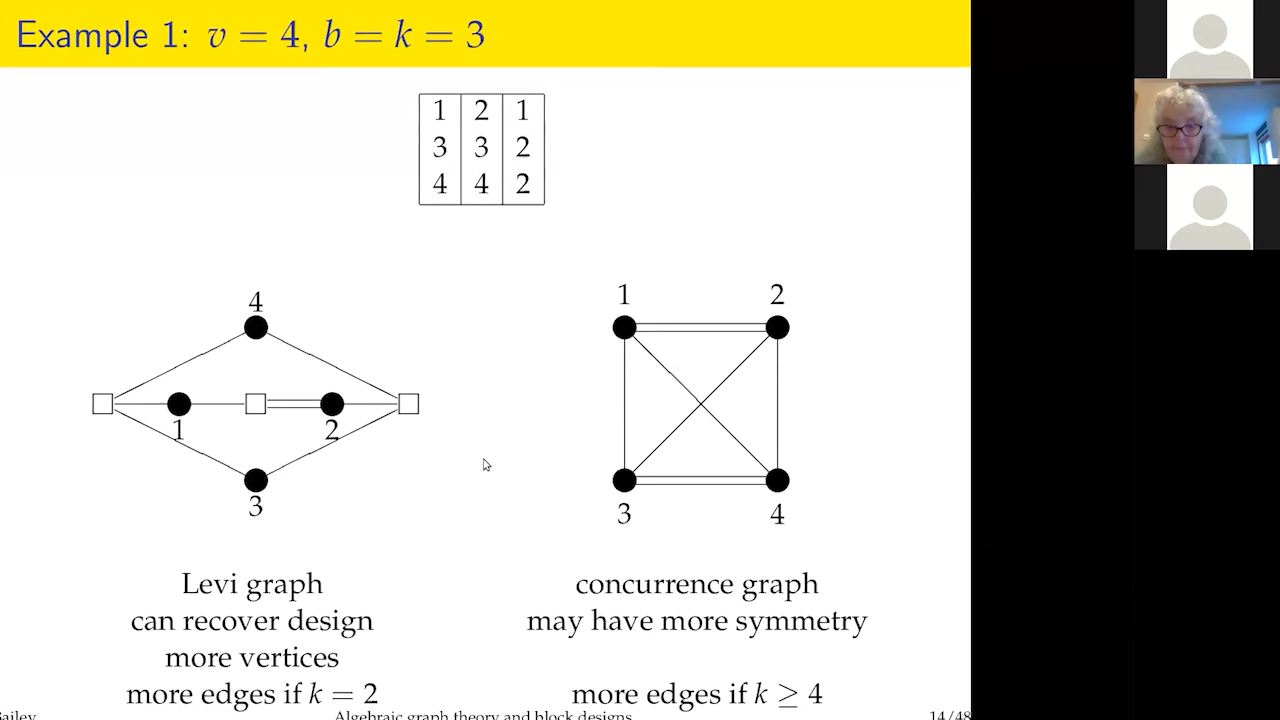 Example 1: v = 4, b = k = 3
1 2 1
3 3 2
4 4 2
4
1 2
3
1 2
3 4
Levi graph
can recover design
more vertices
more edges if k = 2
concurrence graph
may have more symmetry
more edges if k ≥ 4
Bailey Algebraic graph theory and block designs 14/48